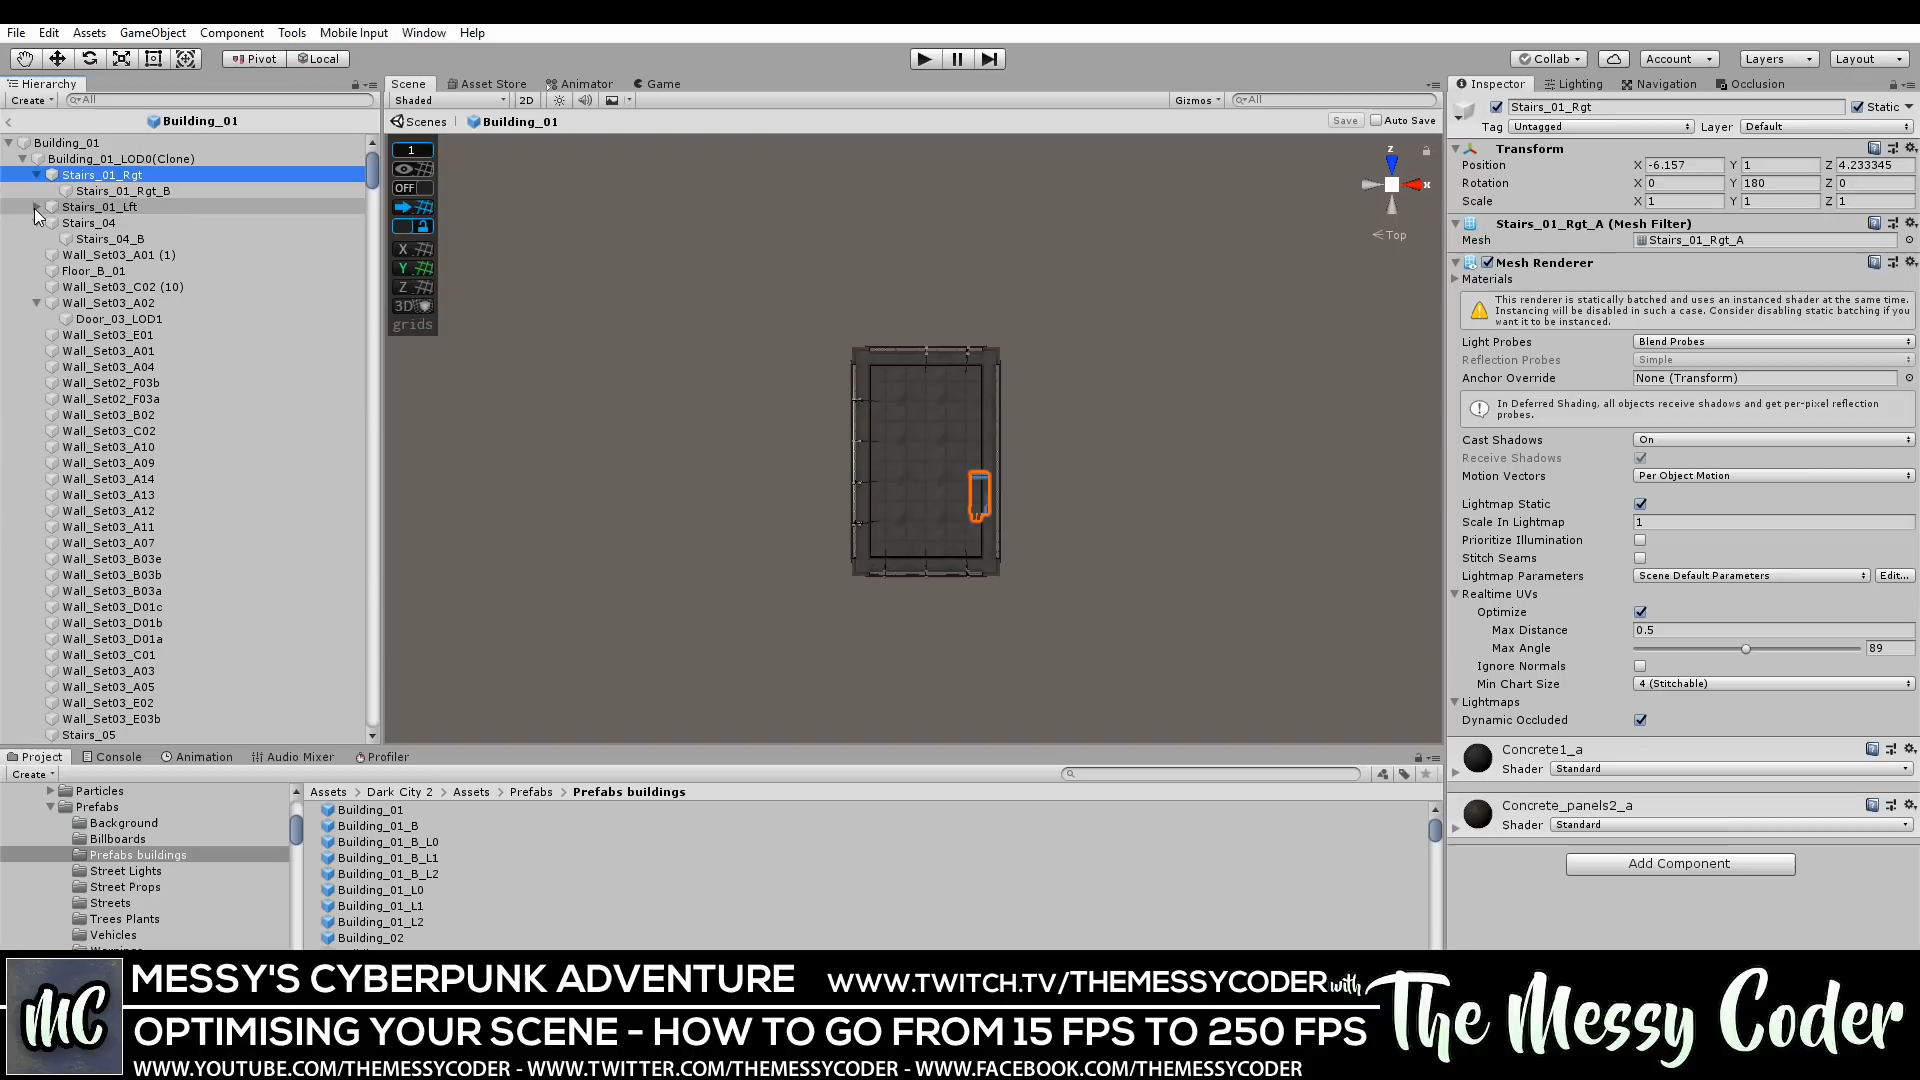 File Edit Assets GameObject Component Tools Mobile Input Window Help
Pivot Local Collab Account Layers Layout
Hierarchy
Create All
Building_01
Building_01
Building_01_LOD0(Clone)
Stairs_01_Rgt
Stairs_01_Rgt_B
Stairs_01_Lft
Stairs_04
Stairs_04_B
Wall_Set03_A01 (1)
Floor_B_01
Wall_Set03_C02 (10)
Wall_Set03_A02
Door_03_LOD1
Wall_Set03_E01
Wall_Set03_A01
Wall_Set03_A04
Wall_Set02_F03b
Wall_Set02_F03a
Wall_Set03_B02
Wall_Set03_C02
Wall_Set03_A10
Wall_Set03_A09
Wall_Set03_A14
Wall_Set03_A13
Wall_Set03_A12
Wall_Set03_A11
Wall_Set03_A07
Wall_Set03_B03e
Wall_Set03_B03b
Wall_Set03_B03a
Wall_Set03_D01c
Wall_Set03_D01b
Wall_Set03_D01a
Wall_Set03_C01
Wall_Set03_A03
Wall_Set03_A05
Wall_Set03_E02
Wall_Set03_E03b
Stairs_05
Scene Asset Store Animator Game
Shaded 2D Gizmos All
Scenes Building_01 Save Auto Save
1
OFF
X
Y
Z
3D
grids
z
x
Top
Inspector Lighting Navigation Occlusion
Stairs_01_Rgt Static
Tag Untagged Layer Default
Transform
Position X -6.157 Y 1 Z 4.233345
Rotation X 0 Y 180 Z 0
Scale X 1 Y 1 Z 1
Stairs_01_Rgt_A (Mesh Filter)
Mesh Stairs_01_Rgt_A
Mesh Renderer
Materials
This renderer is statically batched and uses an instanced shader at the same time.
Instancing will be disabled in such a case. Consider disabling static batching if you
want it to be instanced.
Light Probes Blend Probes
Reflection Probes Simple
Anchor Override None (Transform)
In Deferred Shading, all objects receive shadows and get per-pixel reflection
probes.
Cast Shadows On
Receive Shadows
Motion Vectors Per Object Motion
Lightmap Static
Scale In Lightmap 1
Prioritize Illumination
Stitch Seams
Lightmap Parameters Scene Default Parameters Edit...
Realtime UVs
Optimize
Max Distance 0.5
Max Angle 89
Ignore Normals
Min Chart Size 4 (Stitchable)
Lightmaps
Dynamic Occluded
Concrete1_a
Shader Standard
Concrete_panels2_a
Shader Standard
Add Component
Project Console Animation Audio Mixer Profiler
Create
Particles
Prefabs
Background
Billboards
Prefabs buildings
Street Lights
Street Props
Streets
Trees Plants
Vehicles
Assets Dark City 2 Assets Prefabs Prefabs buildings
Building_01
Building_01_B
Building_01_B_L0
Building_01_B_L1
Building_01_B_L2
Building_01_L0
Building_01_L1
Building_01_L2
Building_02
MC
MESSY'S CYBERPUNK ADVENTURE WWW.TWITCH.TV/THEMESSYCODER with
The Messy Coder
OPTIMISING YOUR SCENE - HOW TO GO FROM 15 FPS TO 250 FPS
WWW.YOUTUBE.COM/THEMESSYCODER - WWW.TWITTER.COM/THEMESSYCODER - WWW.FACEBOOK.COM/THEMESSYCODER